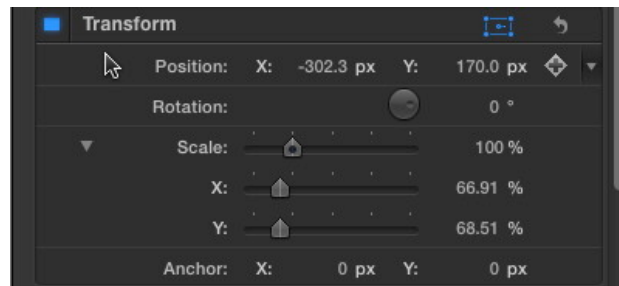 Transform
Position: X: -302.3 px Y: 170.0 px
Rotation: 0 °
Scale: 100 %
X: 66.91 %
Y: 68.51 %
Anchor: X: 0 px Y: 0 px